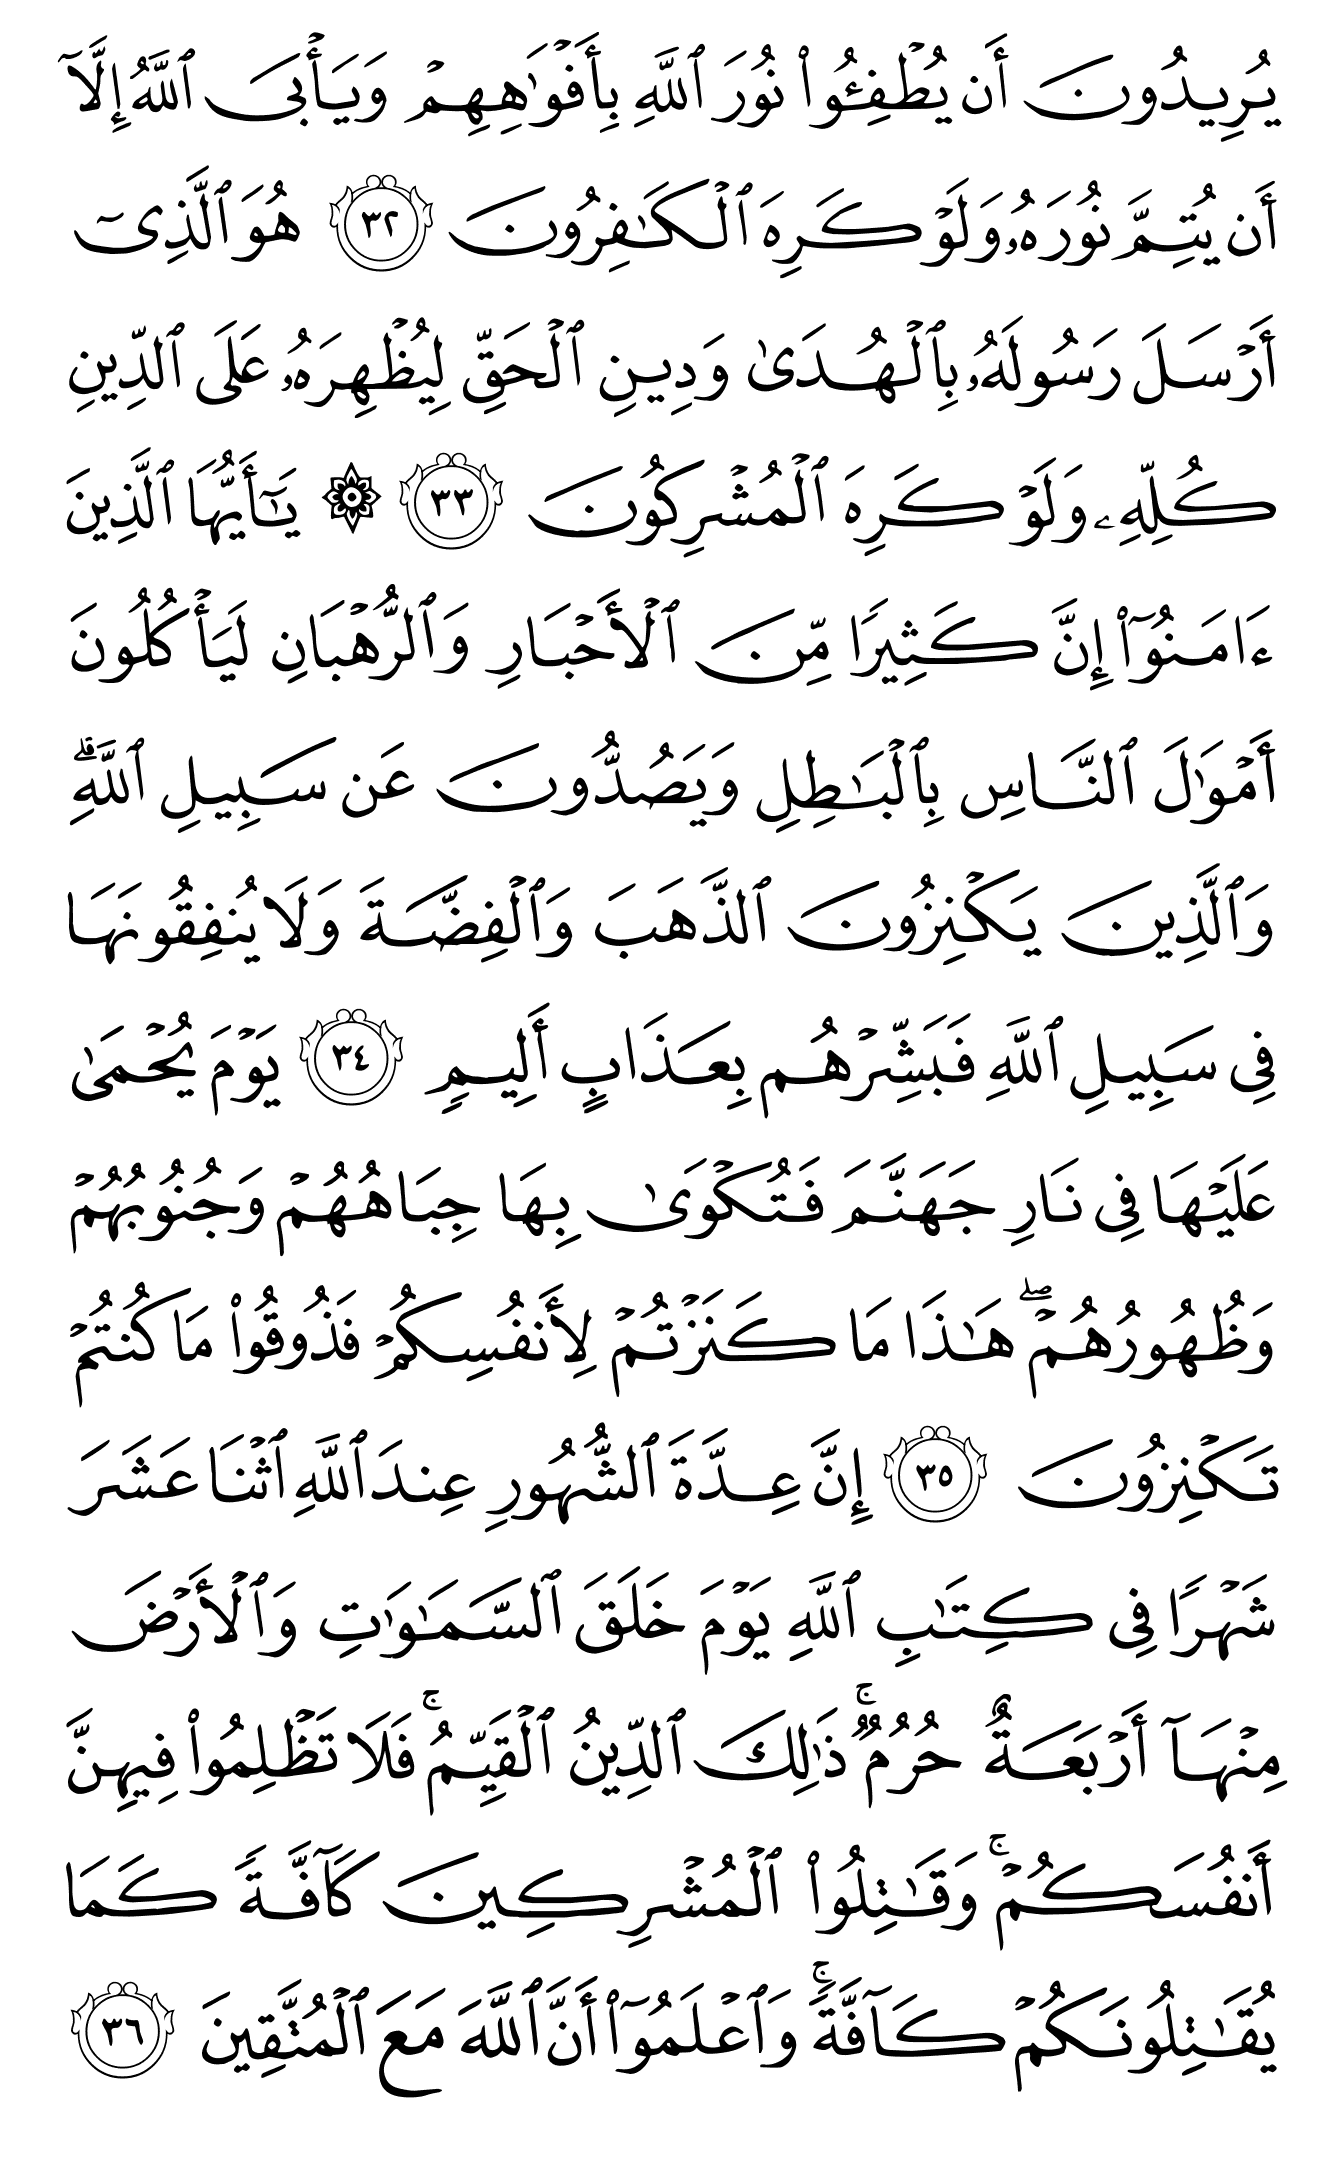 يُرِيدُونَ أَن يُطۡفِـُٔواْ نُورَ ٱللَّهِ بِأَفۡوَٰهِهِمۡ وَيَأۡبَى ٱللَّهُ إِلَّآ
أَن يُتِمَّ نُورَهُۥ وَلَوۡ كَرِهَ ٱلۡكَٰفِرُونَ ٣٢ هُوَ ٱلَّذِيٓ
أَرۡسَلَ رَسُولَهُۥ بِٱلۡهُدَىٰ وَدِينِ ٱلۡحَقِّ لِيُظۡهِرَهُۥ عَلَى ٱلدِّينِ
كُلِّهِۦ وَلَوۡ كَرِهَ ٱلۡمُشۡرِكُونَ ٣٣ ۞ يَٰٓأَيُّهَا ٱلَّذِينَ
ءَامَنُوٓاْ إِنَّ كَثِيرٗا مِّنَ ٱلۡأَحۡبَارِ وَٱلرُّهۡبَانِ لَيَأۡكُلُونَ
أَمۡوَٰلَ ٱلنَّاسِ بِٱلۡبَٰطِلِ وَيَصُدُّونَ عَن سَبِيلِ ٱللَّهِۗ
وَٱلَّذِينَ يَكۡنِزُونَ ٱلذَّهَبَ وَٱلۡفِضَّةَ وَلَا يُنفِقُونَهَا
فِي سَبِيلِ ٱللَّهِ فَبَشِّرۡهُم بِعَذَابٍ أَلِيمٖ ٣٤ يَوۡمَ يُحۡمَىٰ
عَلَيۡهَا فِي نَارِ جَهَنَّمَ فَتُكۡوَىٰ بِهَا جِبَاهُهُمۡ وَجُنُوبُهُمۡ
وَظُهُورُهُمۡۖ هَٰذَا مَا كَنَزۡتُمۡ لِأَنفُسِكُمۡ فَذُوقُواْ مَا كُنتُمۡ
تَكۡنِزُونَ ٣٥ إِنَّ عِدَّةَ ٱلشُّهُورِ عِندَ ٱللَّهِ ٱثۡنَا عَشَرَ
شَهۡرٗا فِي كِتَٰبِ ٱللَّهِ يَوۡمَ خَلَقَ ٱلسَّمَٰوَٰتِ وَٱلۡأَرۡضَ
مِنۡهَآ أَرۡبَعَةٌ حُرُمٞۚ ذَٰلِكَ ٱلدِّينُ ٱلۡقَيِّمُۚ فَلَا تَظۡلِمُواْ فِيهِنَّ
أَنفُسَكُمۡۚ وَقَٰتِلُواْ ٱلۡمُشۡرِكِينَ كَآفَّةٗ كَمَا
يُقَٰتِلُونَكُمۡ كَآفَّةٗۚ وَٱعۡلَمُوٓاْ أَنَّ ٱللَّهَ مَعَ ٱلۡمُتَّقِينَ ٣٦